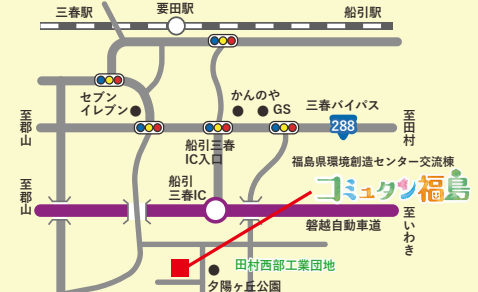 三春駅
要田駅
船引駅
セブン
イレブン
かんのや
GS
三春バイパス
至郡山
288
至田村
船引三春
IC入口
福島県環境創造センター交流棟
コミュタン福島
船引
三春IC
至郡山
磐越自動車道
至いわき
田村西部工業団地
夕陽ヶ丘公園